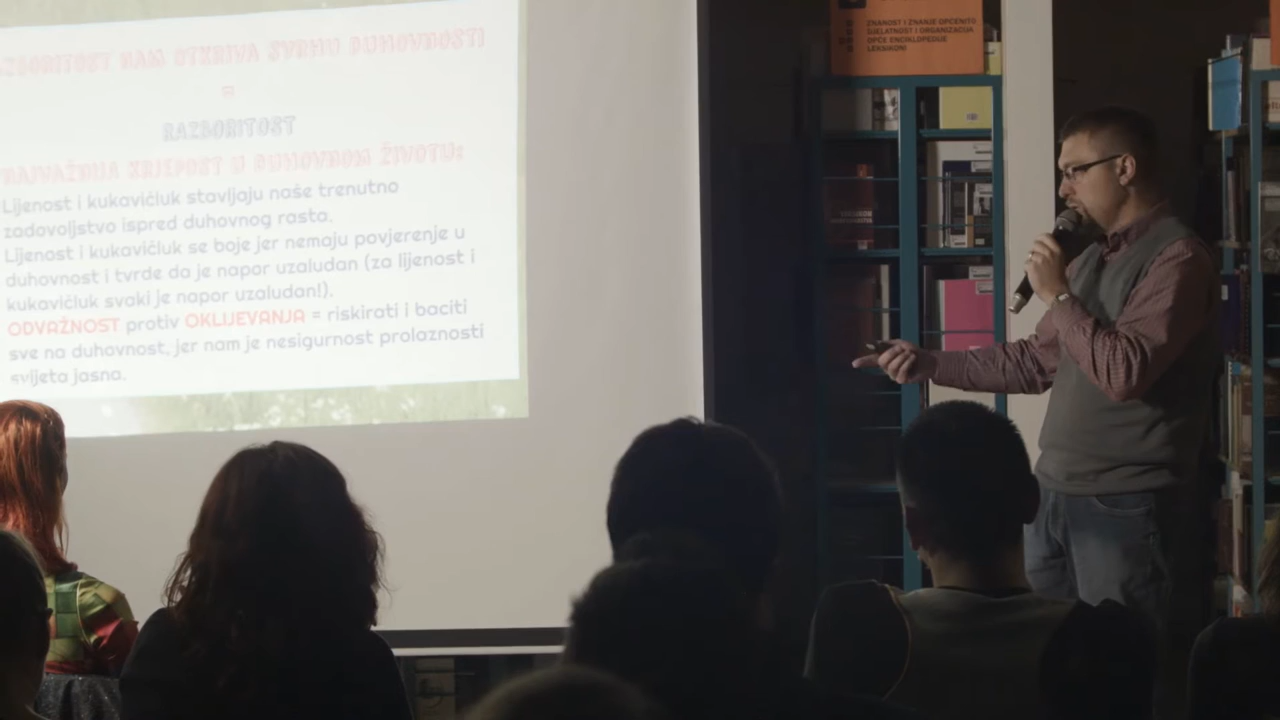 RAZBORITOST NAM OTKRIVA SVRHU DUHOVNOSTI
=
RAZBORITOST
NAJVAŽNIJA KRJEPOST U DUHOVNOM ŽIVOTU:
Lijenost i kukavičluk stavljaju naše trenutno
zadovoljstvo ispred duhovnog rasta.
Lijenost i kukavičluk se boje jer nemaju povjerenje u
duhovnost i tvrde da je napor uzaludan (za lijenost i
kukavičluk svaki je napor uzaludan!).
ODVAŽNOST protiv OKLIJEVANJA = riskirati i baciti
sve na duhavnost, jer nam je nesigurnost prolaznosti
svijeta jasna.
ZNANOST I ZNANJE OPĆENITO
DJELATNOST I ORGANIZACIJA
OPĆE ENCIKLOPEDIJE
LEKSIKONI